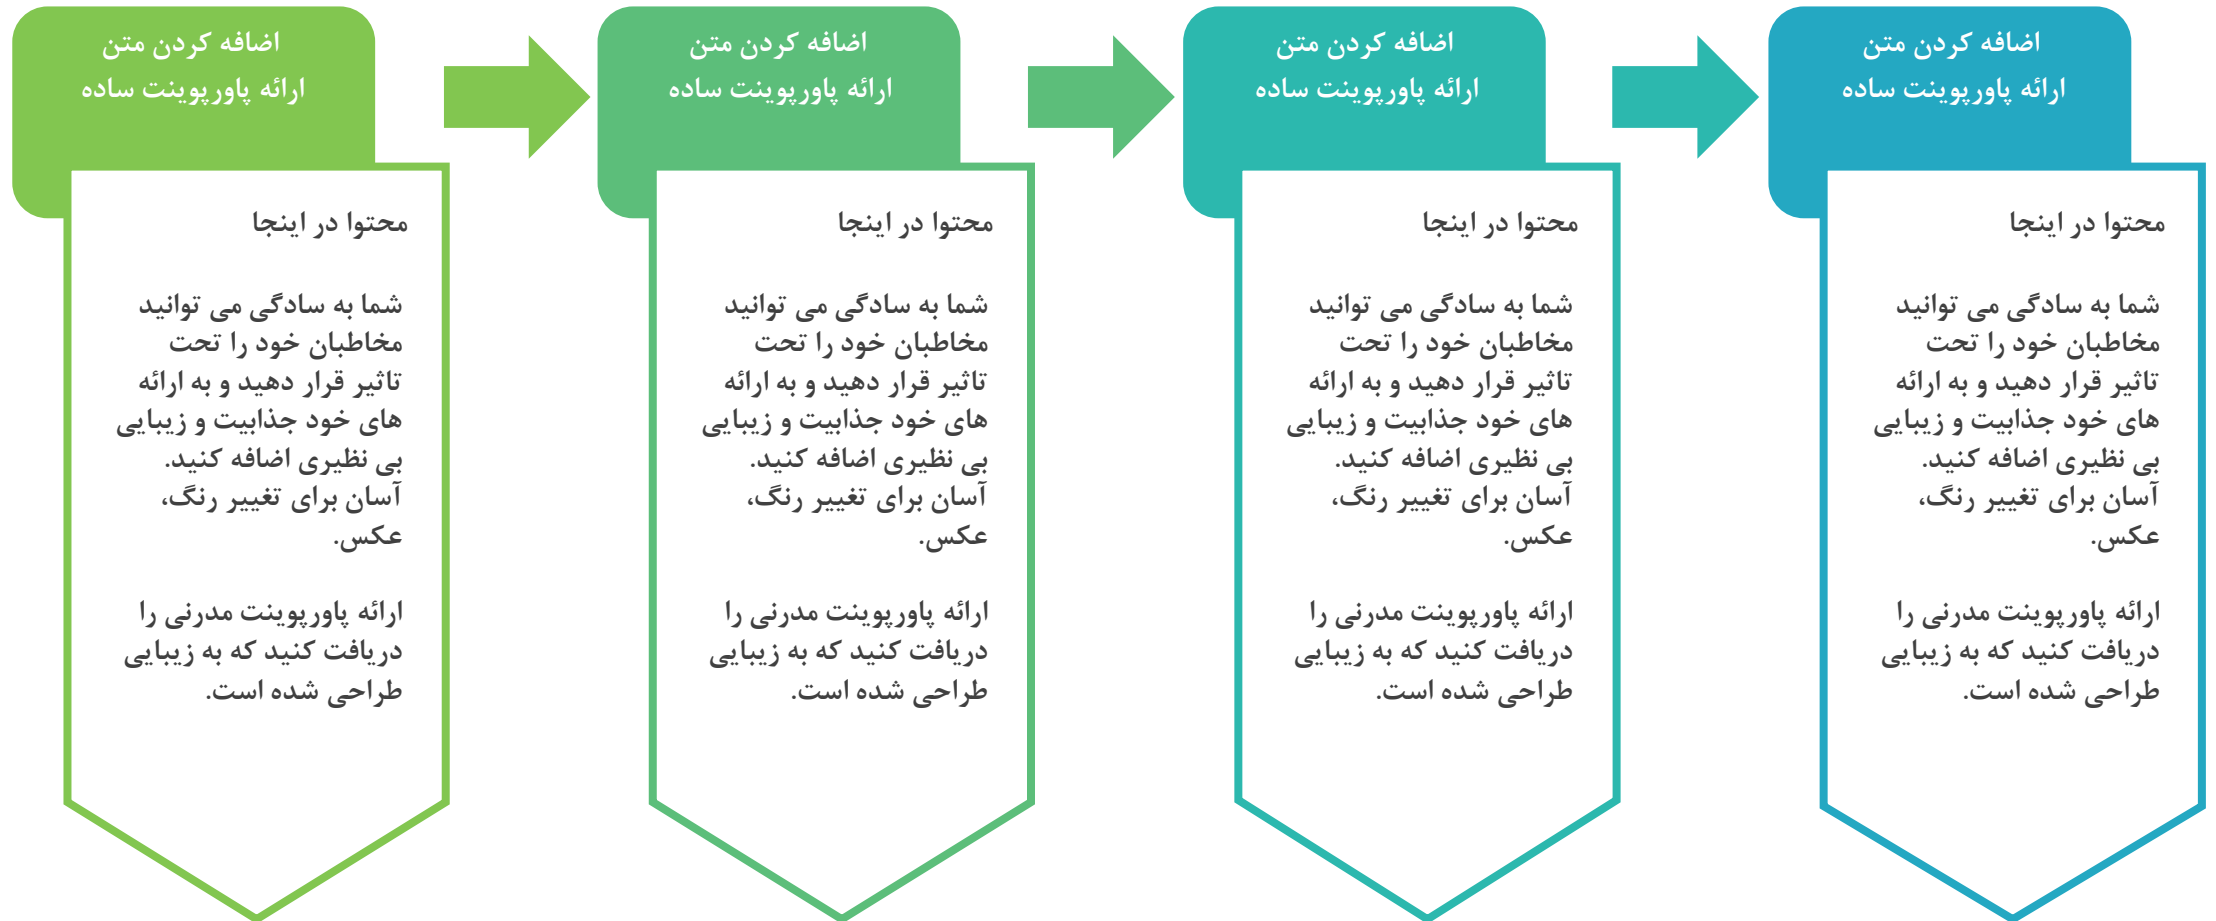 اضافه کردن متن
ارائه پاورپوینت ساده
محتوا در اینجا
شما به سادگی می توانید
مخاطبان خود را تحت
تاثیر قرار دهید و به ارائه
های خود جذابیت و زیبایی
بی نظیری اضافه کنید.
آسان برای تغییر رنگ،
عکس.
ارائه پاورپوینت مدرنی را
دریافت کنید که به زیبایی
طراحی شده است.
اضافه کردن متن
ارائه پاورپوینت ساده
محتوا در اینجا
شما به سادگی می توانید
مخاطبان خود را تحت
تاثیر قرار دهید و به ارائه
های خود جذابیت و زیبایی
بی نظیری اضافه کنید.
آسان برای تغییر رنگ،
عکس.
ارائه پاورپوینت مدرنی را
دریافت کنید که به زیبایی
طراحی شده است.
اضافه کردن متن
ارائه پاورپوینت ساده
محتوا در اینجا
شما به سادگی می توانید
مخاطبان خود را تحت
تاثیر قرار دهید و به ارائه
های خود جذابیت و زیبایی
بی نظیری اضافه کنید.
آسان برای تغییر رنگ،
عکس.
ارائه پاورپوینت مدرنی را
دریافت کنید که به زیبایی
طراحی شده است.
اضافه کردن متن
ارائه پاورپوینت ساده
محتوا در اینجا
شما به سادگی می توانید
مخاطبان خود را تحت
تاثیر قرار دهید و به ارائه
های خود جذابیت و زیبایی
بی نظیری اضافه کنید.
آسان برای تغییر رنگ،
عکس.
ارائه پاورپوینت مدرنی را
دریافت کنید که به زیبایی
طراحی شده است.